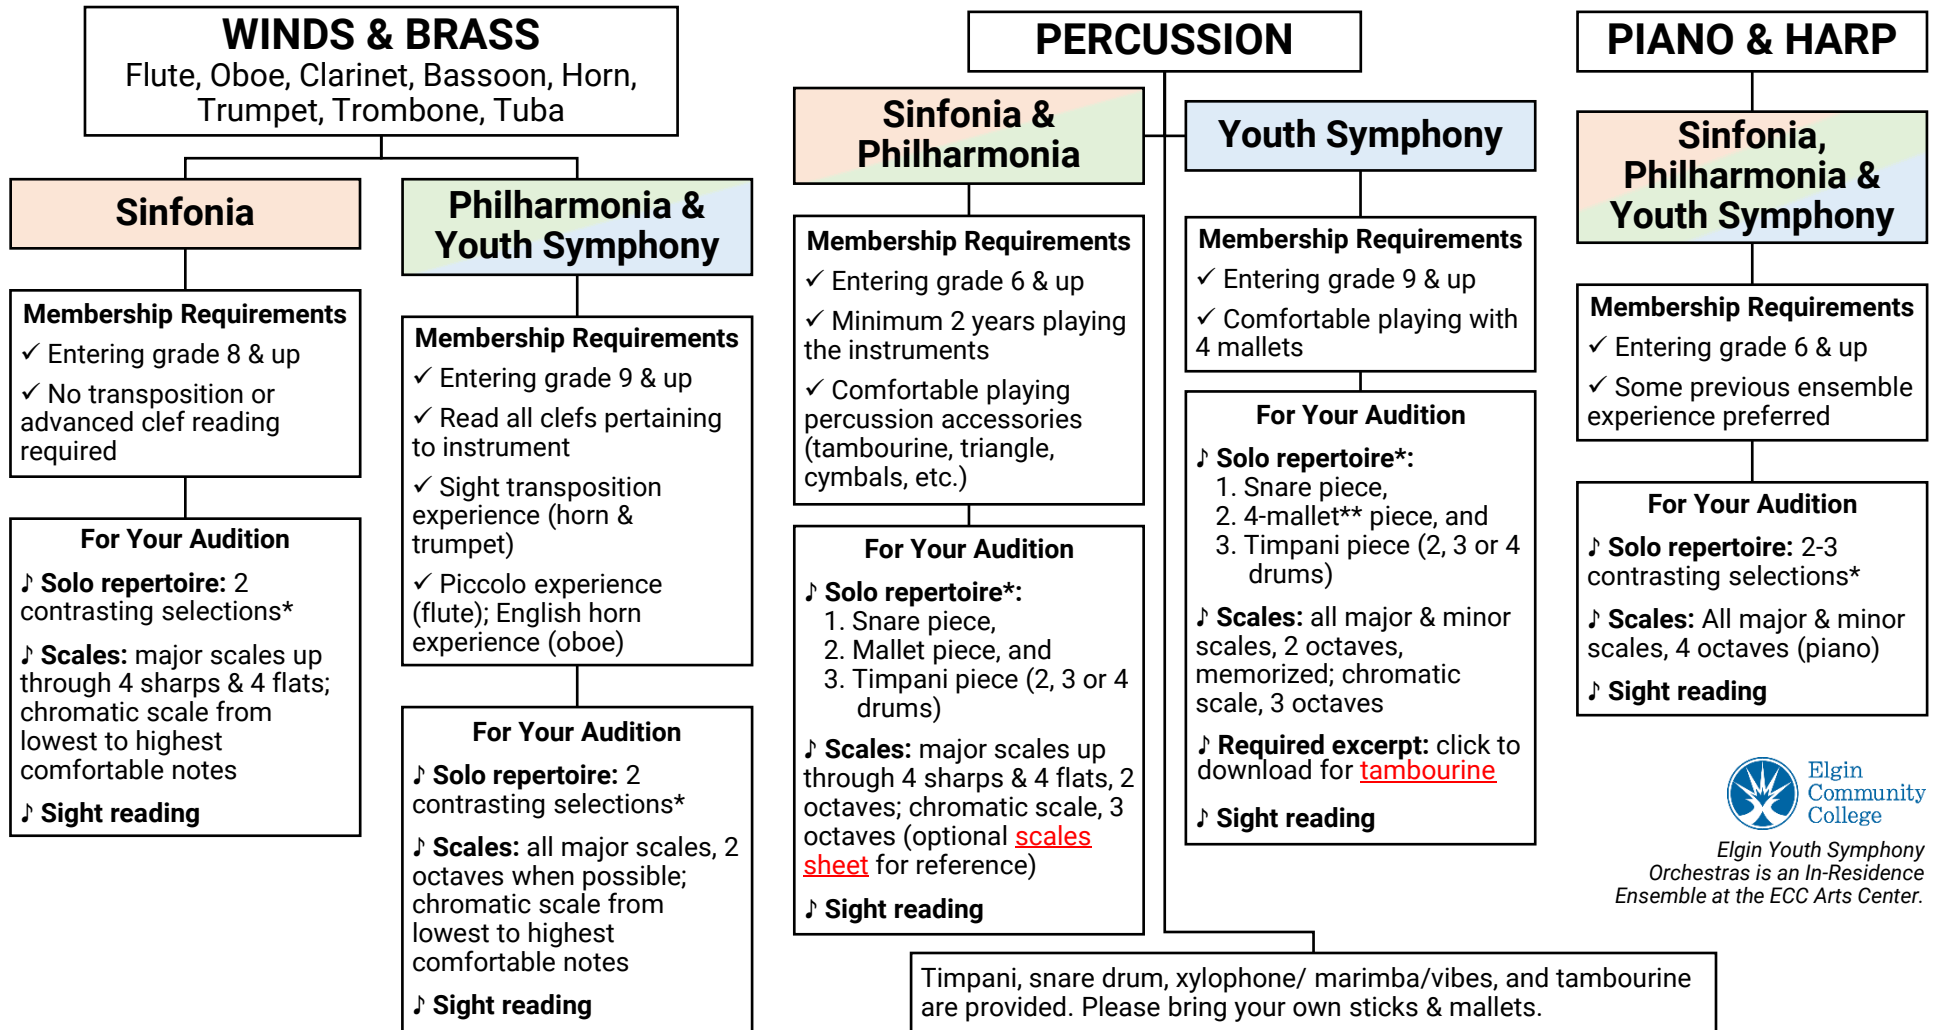 WINDS & BRASS
Flute, Oboe, Clarinet, Bassoon, Horn,
Trumpet, Trombone, Tuba
Sinfonia
Membership Requirements
✓ Entering grade 8 & up
✓ No transposition or
advanced clef reading
required
For Your Audition
♪ Solo repertoire: 2
contrasting selections*
♪ Scales: major scales up
through 4 sharps & 4 flats;
chromatic scale from
lowest to highest
comfortable notes
♪ Sight reading
Philharmonia &
Youth Symphony
Membership Requirements
✓ Entering grade 9 & up
✓ Read all clefs pertaining
to instrument
✓ Sight transposition
experience (horn &
trumpet)
✓ Piccolo experience
(flute); English horn
experience (oboe)
For Your Audition
♪ Solo repertoire: 2
contrasting selections*
♪ Scales: all major scales, 2
octaves when possible;
chromatic scale from
lowest to highest
comfortable notes
♪ Sight reading
PERCUSSION
Sinfonia &
Philharmonia
Membership Requirements
✓ Entering grade 6 & up
✓ Minimum 2 years playing
the instruments
✓ Comfortable playing
percussion accessories
(tambourine, triangle,
cymbals, etc.)
For Your Audition
♪ Solo repertoire*:
1. Snare piece,
2. Mallet piece, and
3. Timpani piece (2, 3 or 4
drums)
♪ Scales: major scales up
through 4 sharps & 4 flats, 2
octaves; chromatic scale, 3
octaves (optional scales
sheet for reference)
♪ Sight reading
Youth Symphony
Membership Requirements
✓ Entering grade 9 & up
✓ Comfortable playing with
4 mallets
For Your Audition
♪ Solo repertoire*:
1. Snare piece,
2. 4-mallet** piece, and
3. Timpani piece (2, 3 or 4
drums)
♪ Scales: all major & minor
scales, 2 octaves,
memorized; chromatic
scale, 3 octaves
♪ Required excerpt: click to
download for tambourine
♪ Sight reading
Timpani, snare drum, xylophone/ marimba/vibes, and tambourine
are provided. Please bring your own sticks & mallets.
PIANO & HARP
Sinfonia,
Philharmonia &
Youth Symphony
Membership Requirements
✓ Entering grade 6 & up
✓ Some previous ensemble
experience preferred
For Your Audition
♪ Solo repertoire: 2-3
contrasting selections*
♪ Scales: All major & minor
scales, 4 octaves (piano)
♪ Sight reading
Elgin
Community
College
Elgin Youth Symphony
Orchestras is an In-Residence
Ensemble at the ECC Arts Center.